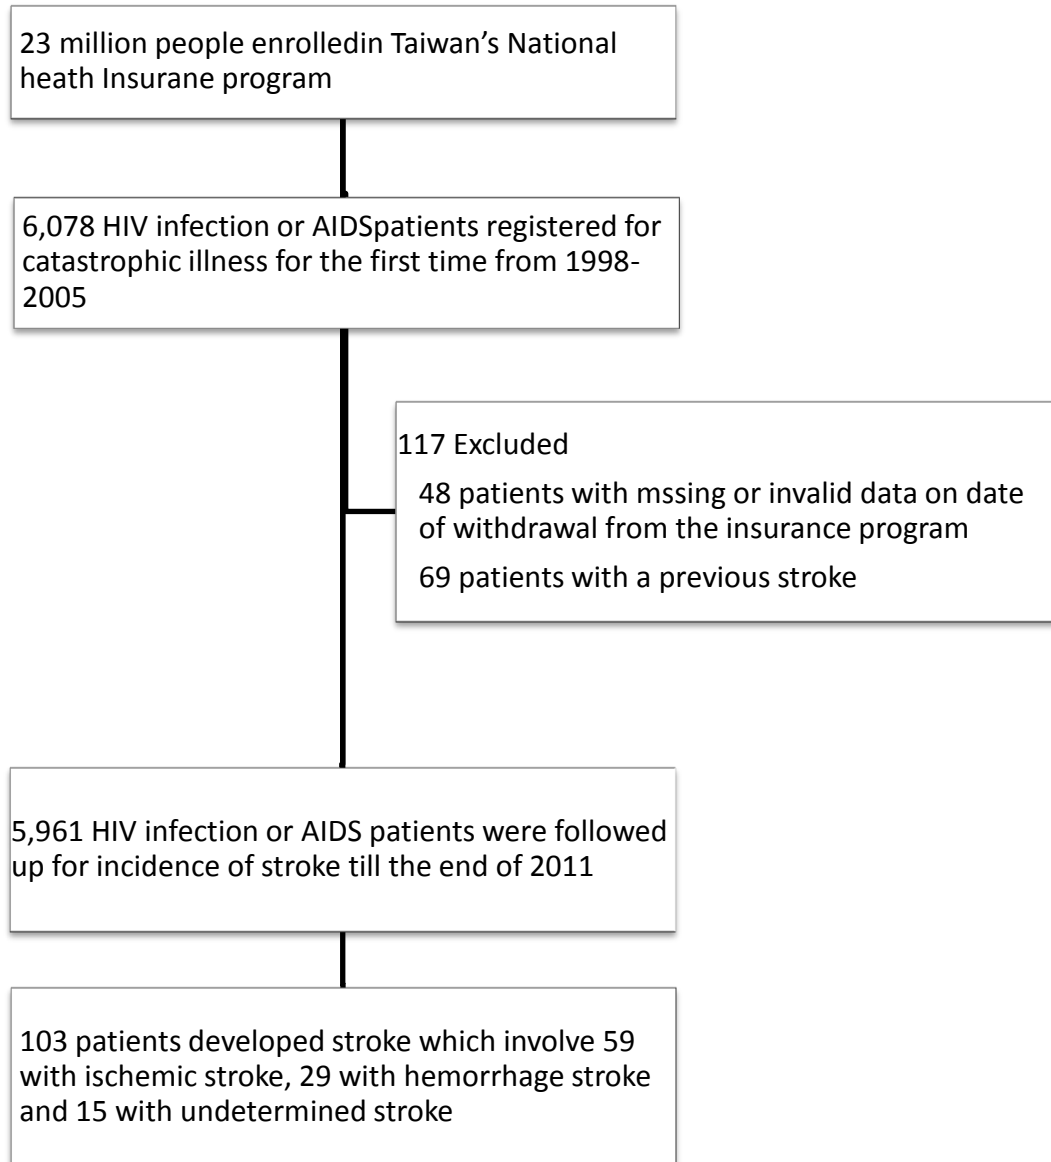 23 million people enrolledin Taiwan’s National
heath Insurane program
6,078 HIV infection or AIDSpatients registered for
catastrophic illness for the first time from 1998-
2005
117 Excluded
48 patients with mssing or invalid data on date
of withdrawal from the insurance program
69 patients with a previous stroke
5,961 HIV infection or AIDS patients were followed
up for incidence of stroke till the end of 2011
103 patients developed stroke which involve 59
with ischemic stroke, 29 with hemorrhage stroke
and 15 with undetermined stroke